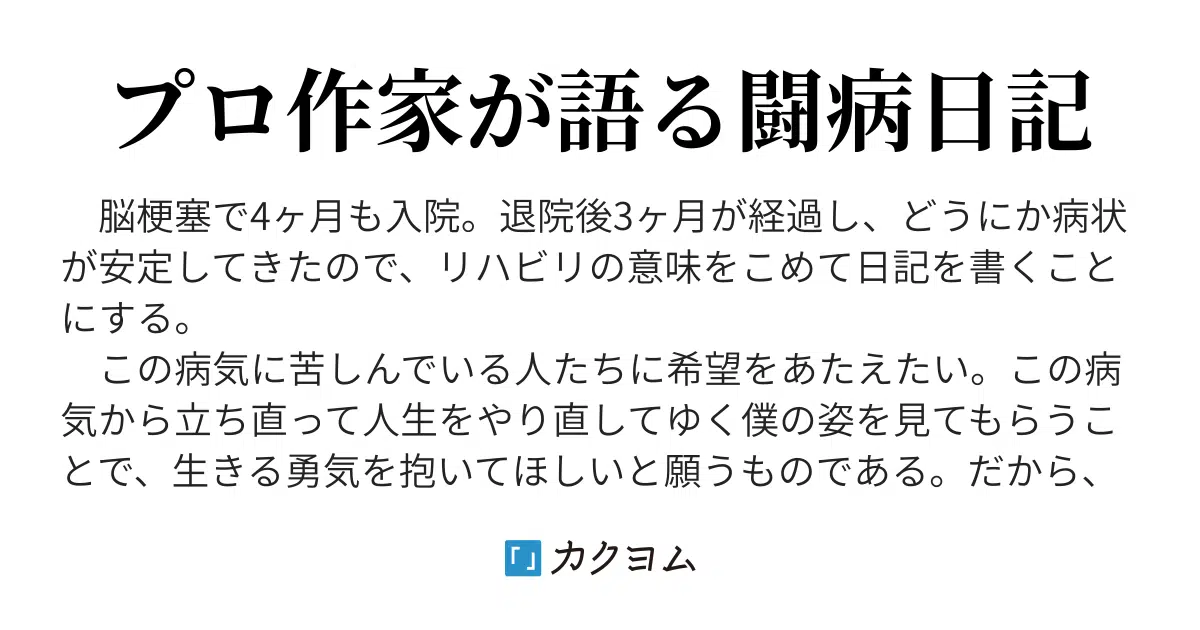 プロ作家が語る闘病日記
　脳梗塞で4ヶ月も入院。退院後3ヶ月が経過し、どうにか病状
が安定してきたので、リハビリの意味をこめて日記を書くこと
にする。
　この病気に苦しんでいる人たちに希望をあたえたい。この病
気から立ち直って人生をやり直してゆく僕の姿を見てもらうこ
とで、生きる勇気を抱いてほしいと願うものである。だから、
「」カクヨム